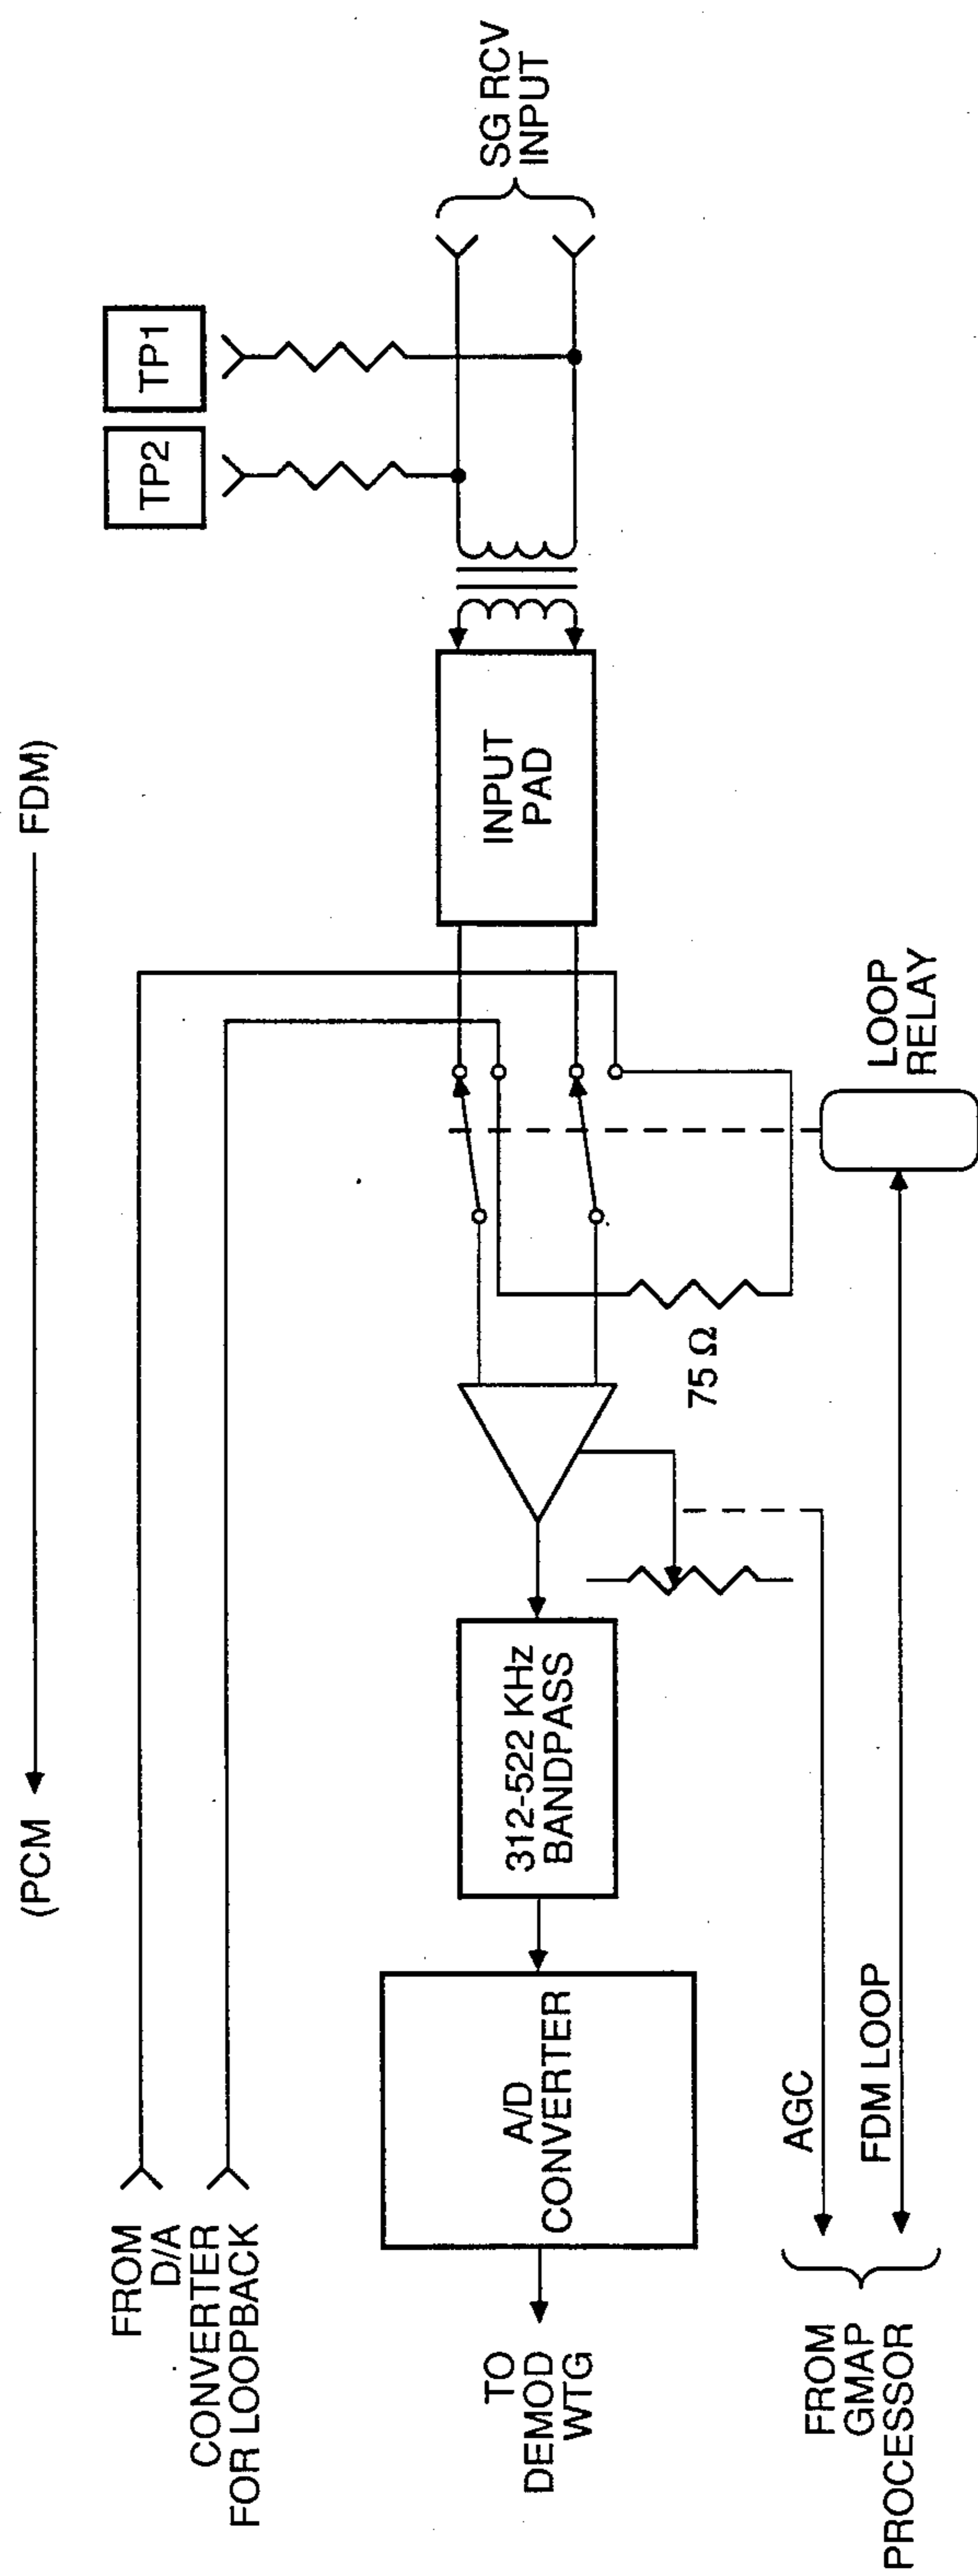 (PCM
FDM)
FROM
D/A
CONVERTER
FOR LOOPBACK
TP2
TP1
TO
DEMOD
WTG
A/D
CONVERTER
312-522 KHz
BANDPASS
INPUT
PAD
SG RCV
INPUT
75 Ω
AGC
FDM LOOP
FROM
GMAP
PROCESSOR
LOOP
RELAY